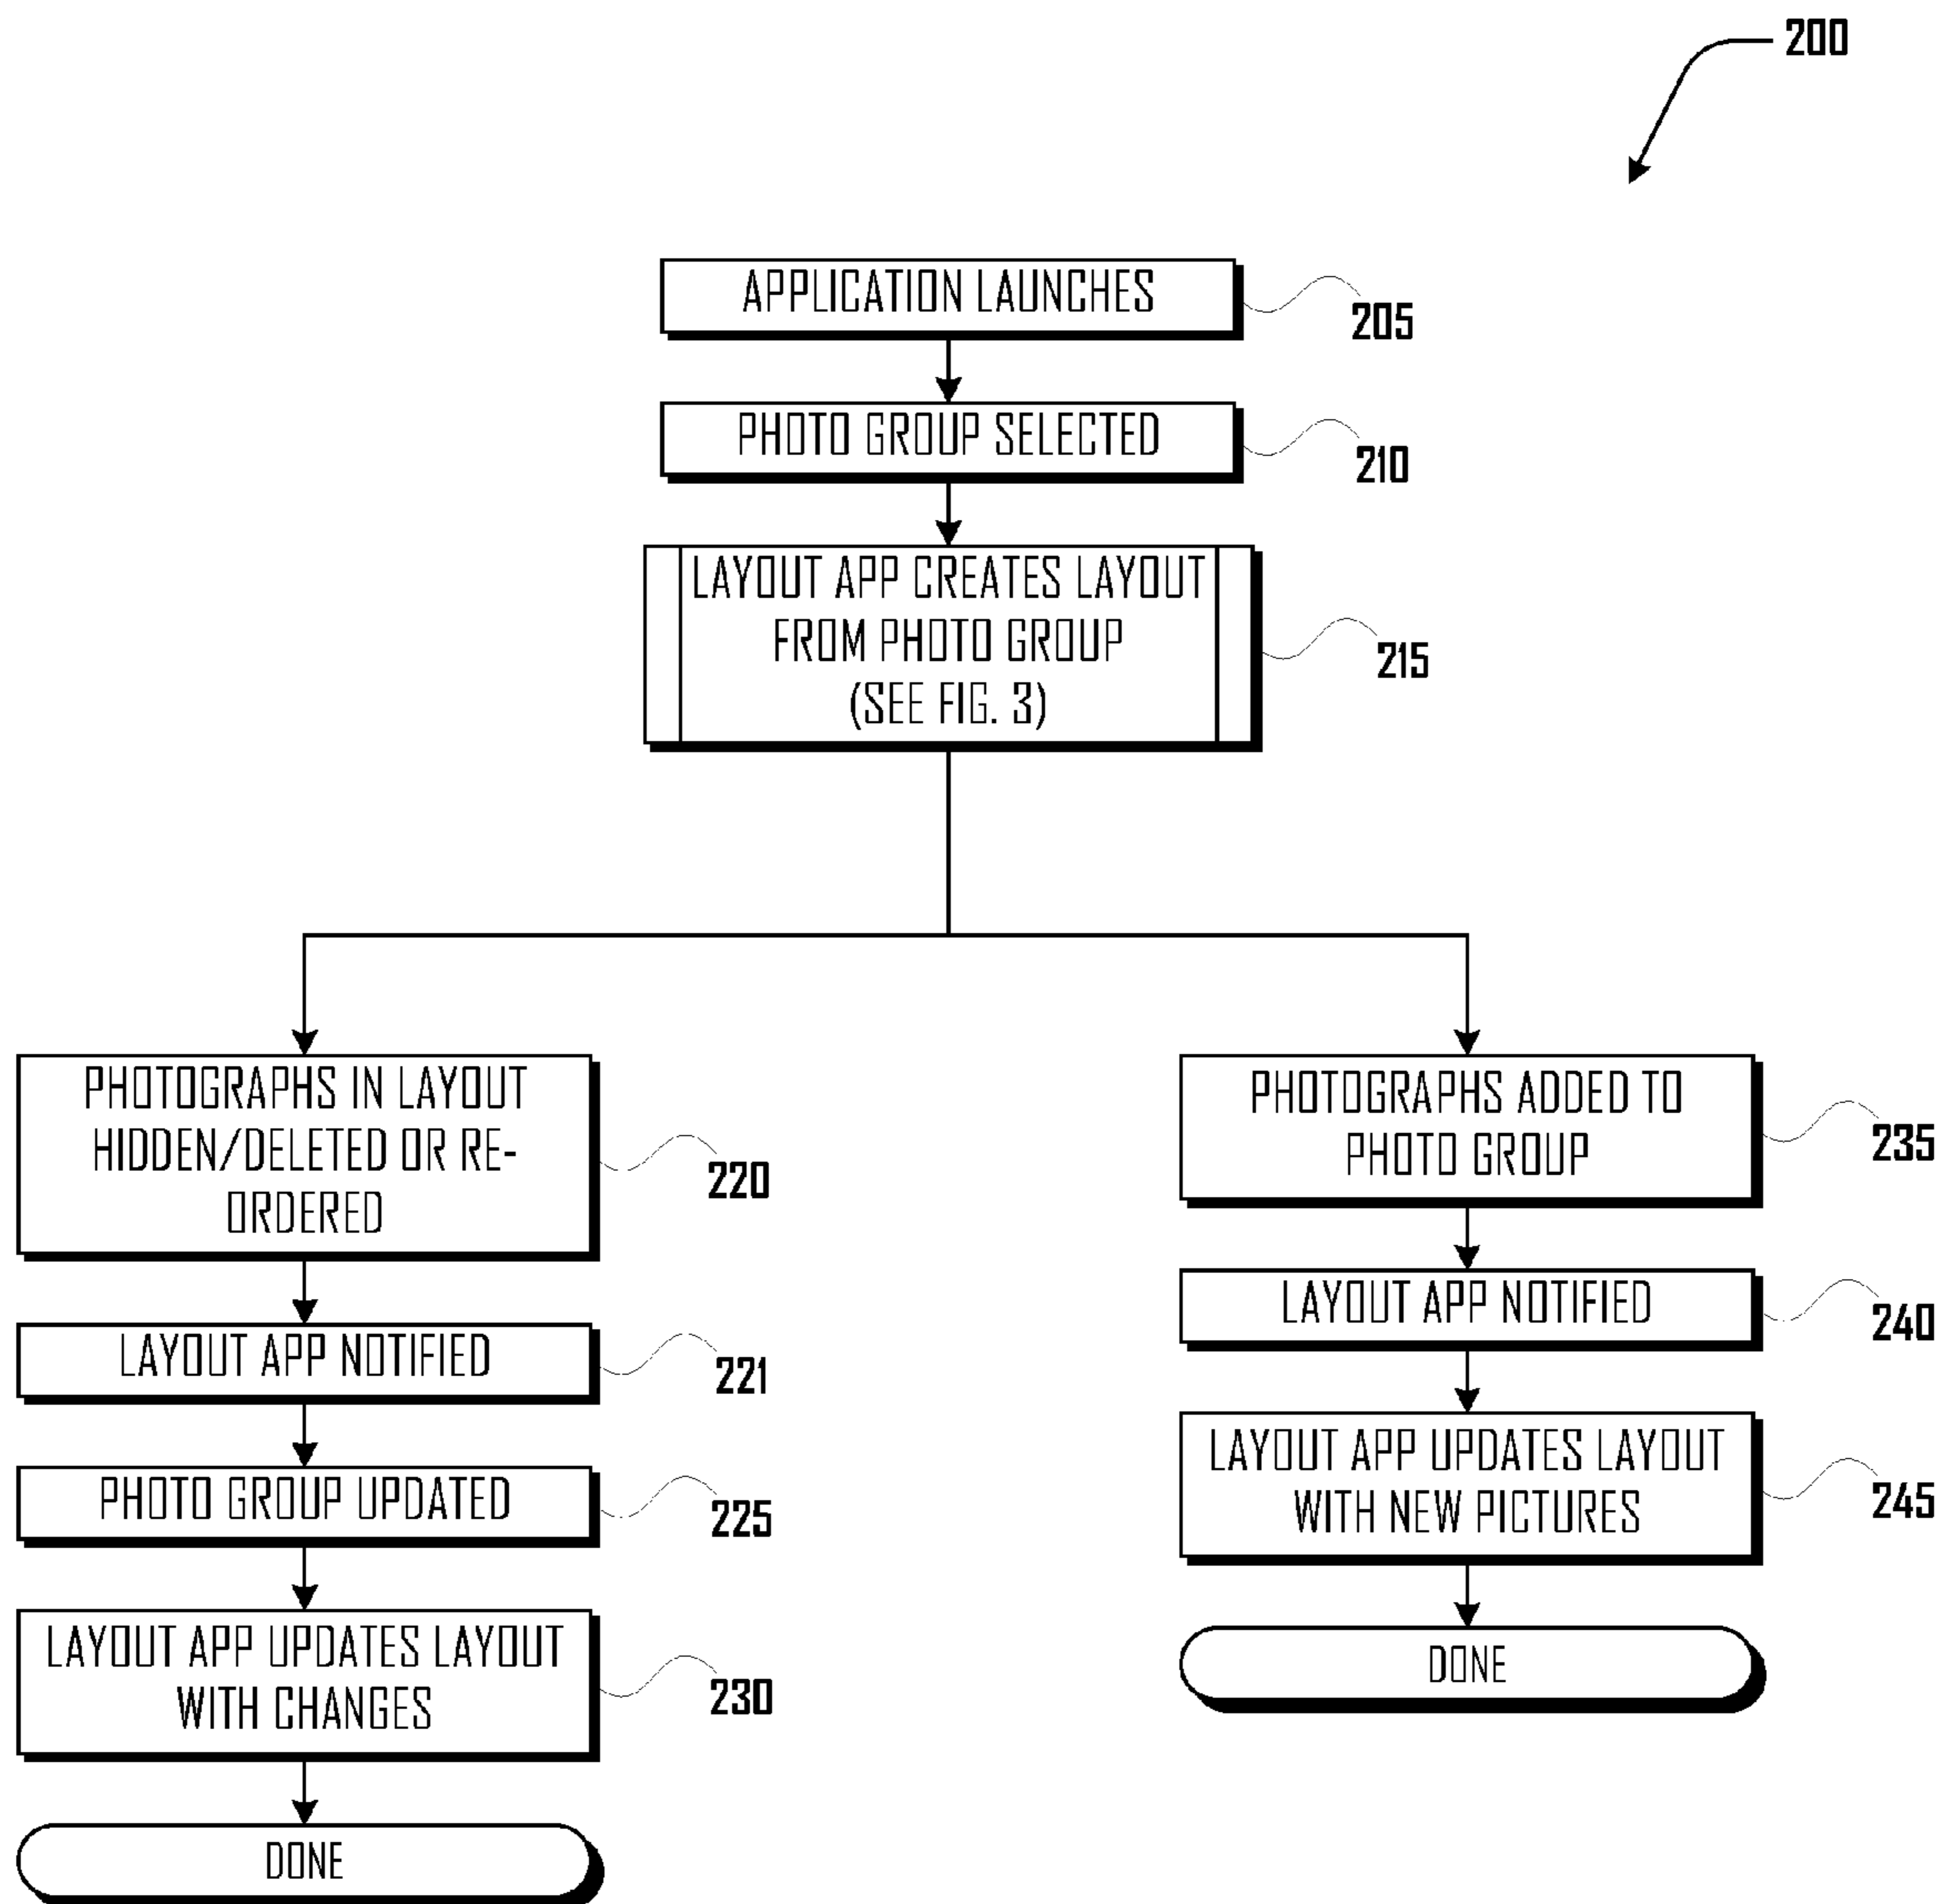 200
APPLICATION LAUNCHES
205
PHOTO GROUP SELECTED
210
LAYOUT APP CREATES LAYOUT
FROM PHOTO GROUP
(SEE FIG. 3)
215
PHOTOGRAPHS IN LAYOUT
HIDDEN/DELETED OR RE-
ORDERED
220
LAYOUT APP NOTIFIED
221
PHOTO GROUP UPDATED
225
LAYOUT APP UPDATES LAYOUT
WITH CHANGES
230
DONE
PHOTOGRAPHS ADDED TO
PHOTO GROUP
235
LAYOUT APP NOTIFIED
240
LAYOUT APP UPDATES LAYOUT
WITH NEW PICTURES
245
DONE